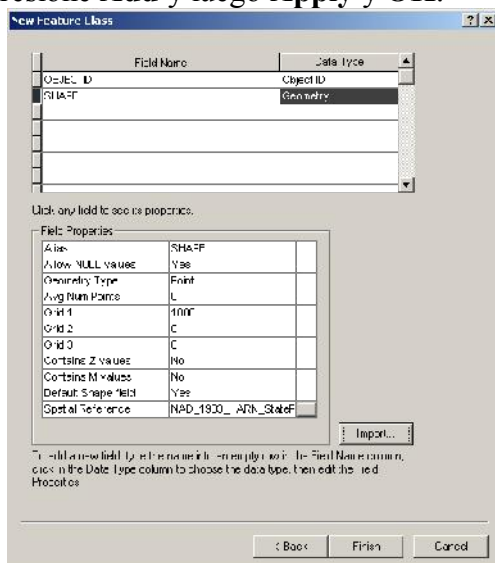 presione Add y luego Apply y OK.
New Feature Class
Field Name Data Type
OBJECTID Object ID
SHAPE Geometry
Click any field to see its properties.
Field Properties
Alias SHAPE
Allow NULL values Yes
Geometry Type Point
Avg Num Points 0
Grid 1 1000
Grid 2 0
Grid 3 0
Contains Z values No
Contains M values No
Default Shape field Yes
Spatial Reference
Import...
To add a new field, type the name into an empty row in the Field Name column,
click in the Data Type column to choose the data type, then edit the Field
Properties
< Back Finish Cancel